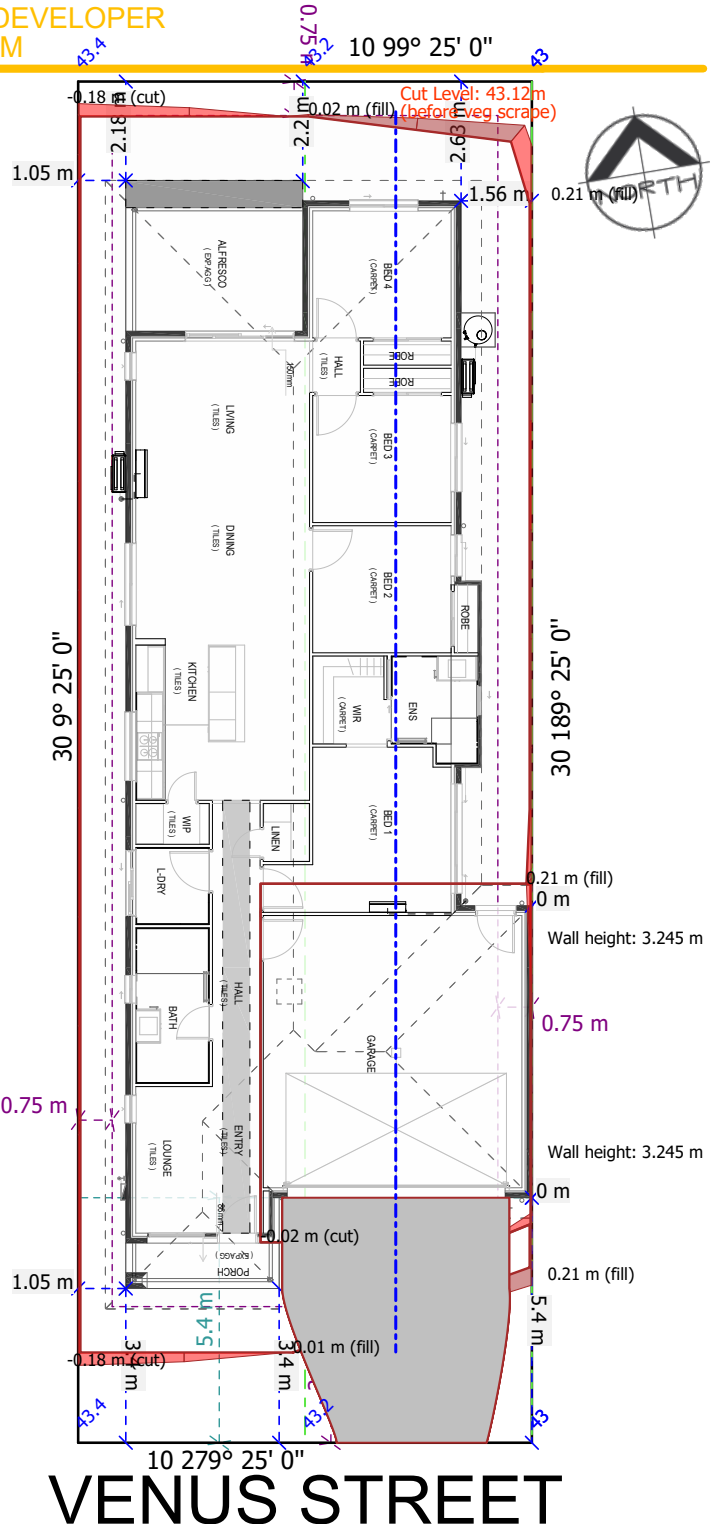 DEVELOPER
M
43.4
0.75 m
43.2
10 99° 25' 0"
43
-0.18 m (cut)
2.18 m
2.2 m
0.02 m (fill)
Cut Level: 43.12m
(before veg scrape)
2.63 m
NORTH
1.05 m
1.56 m
0.21 m (fill)
ALFRESCO
( EXP.AGG )
BED 4
(CARPET)
HALL
(TILES)
ROBE
ROBE
150mm
LIVING
(TILES)
BED 3
(CARPET)
DINING
(TILES)
BED 2
(CARPET)
ROBE
30 9° 25' 0"
30 189° 25' 0"
KITCHEN
(TILES)
WIR
( CARPET)
ENS
WIP
(TILES)
LINEN
BED 1
(CARPET)
L-DRY
0.21 m (fill)
0 m
Wall height: 3.245 m
HALL
(TILES)
BATH
0.75 m
GARAGE
0.75 m
ENTRY
(TILES)
LOUNGE
(TILES)
Wall height: 3.245 m
0 m
-0.02 m (cut)
(EXPAGG)
PORCH
1.05 m
0.21 m (fill)
5.4 m
5.4 m
3.4 m
3.4 m
0.01 m (fill)
-0.18 m (cut)
43.4
43.2
43
10 279° 25' 0"
VENUS STREET